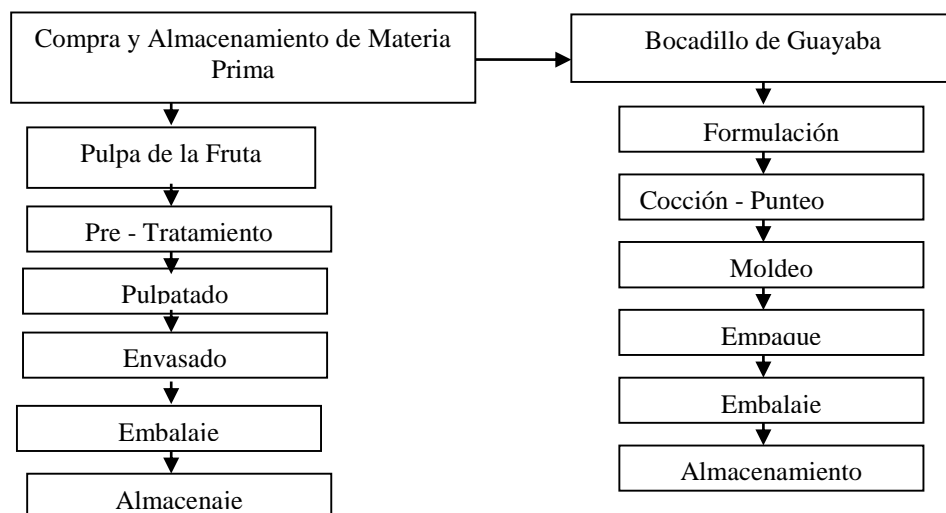 Compra y Almacenamiento de Materia
Prima
Pulpa de la Fruta
Pre - Tratamiento
Pulpatado
Envasado
Embalaje
Almacenaje
Bocadillo de Guayaba
Formulación
Cocción - Punteo
Moldeo
Empaque
Embalaje
Almacenamiento